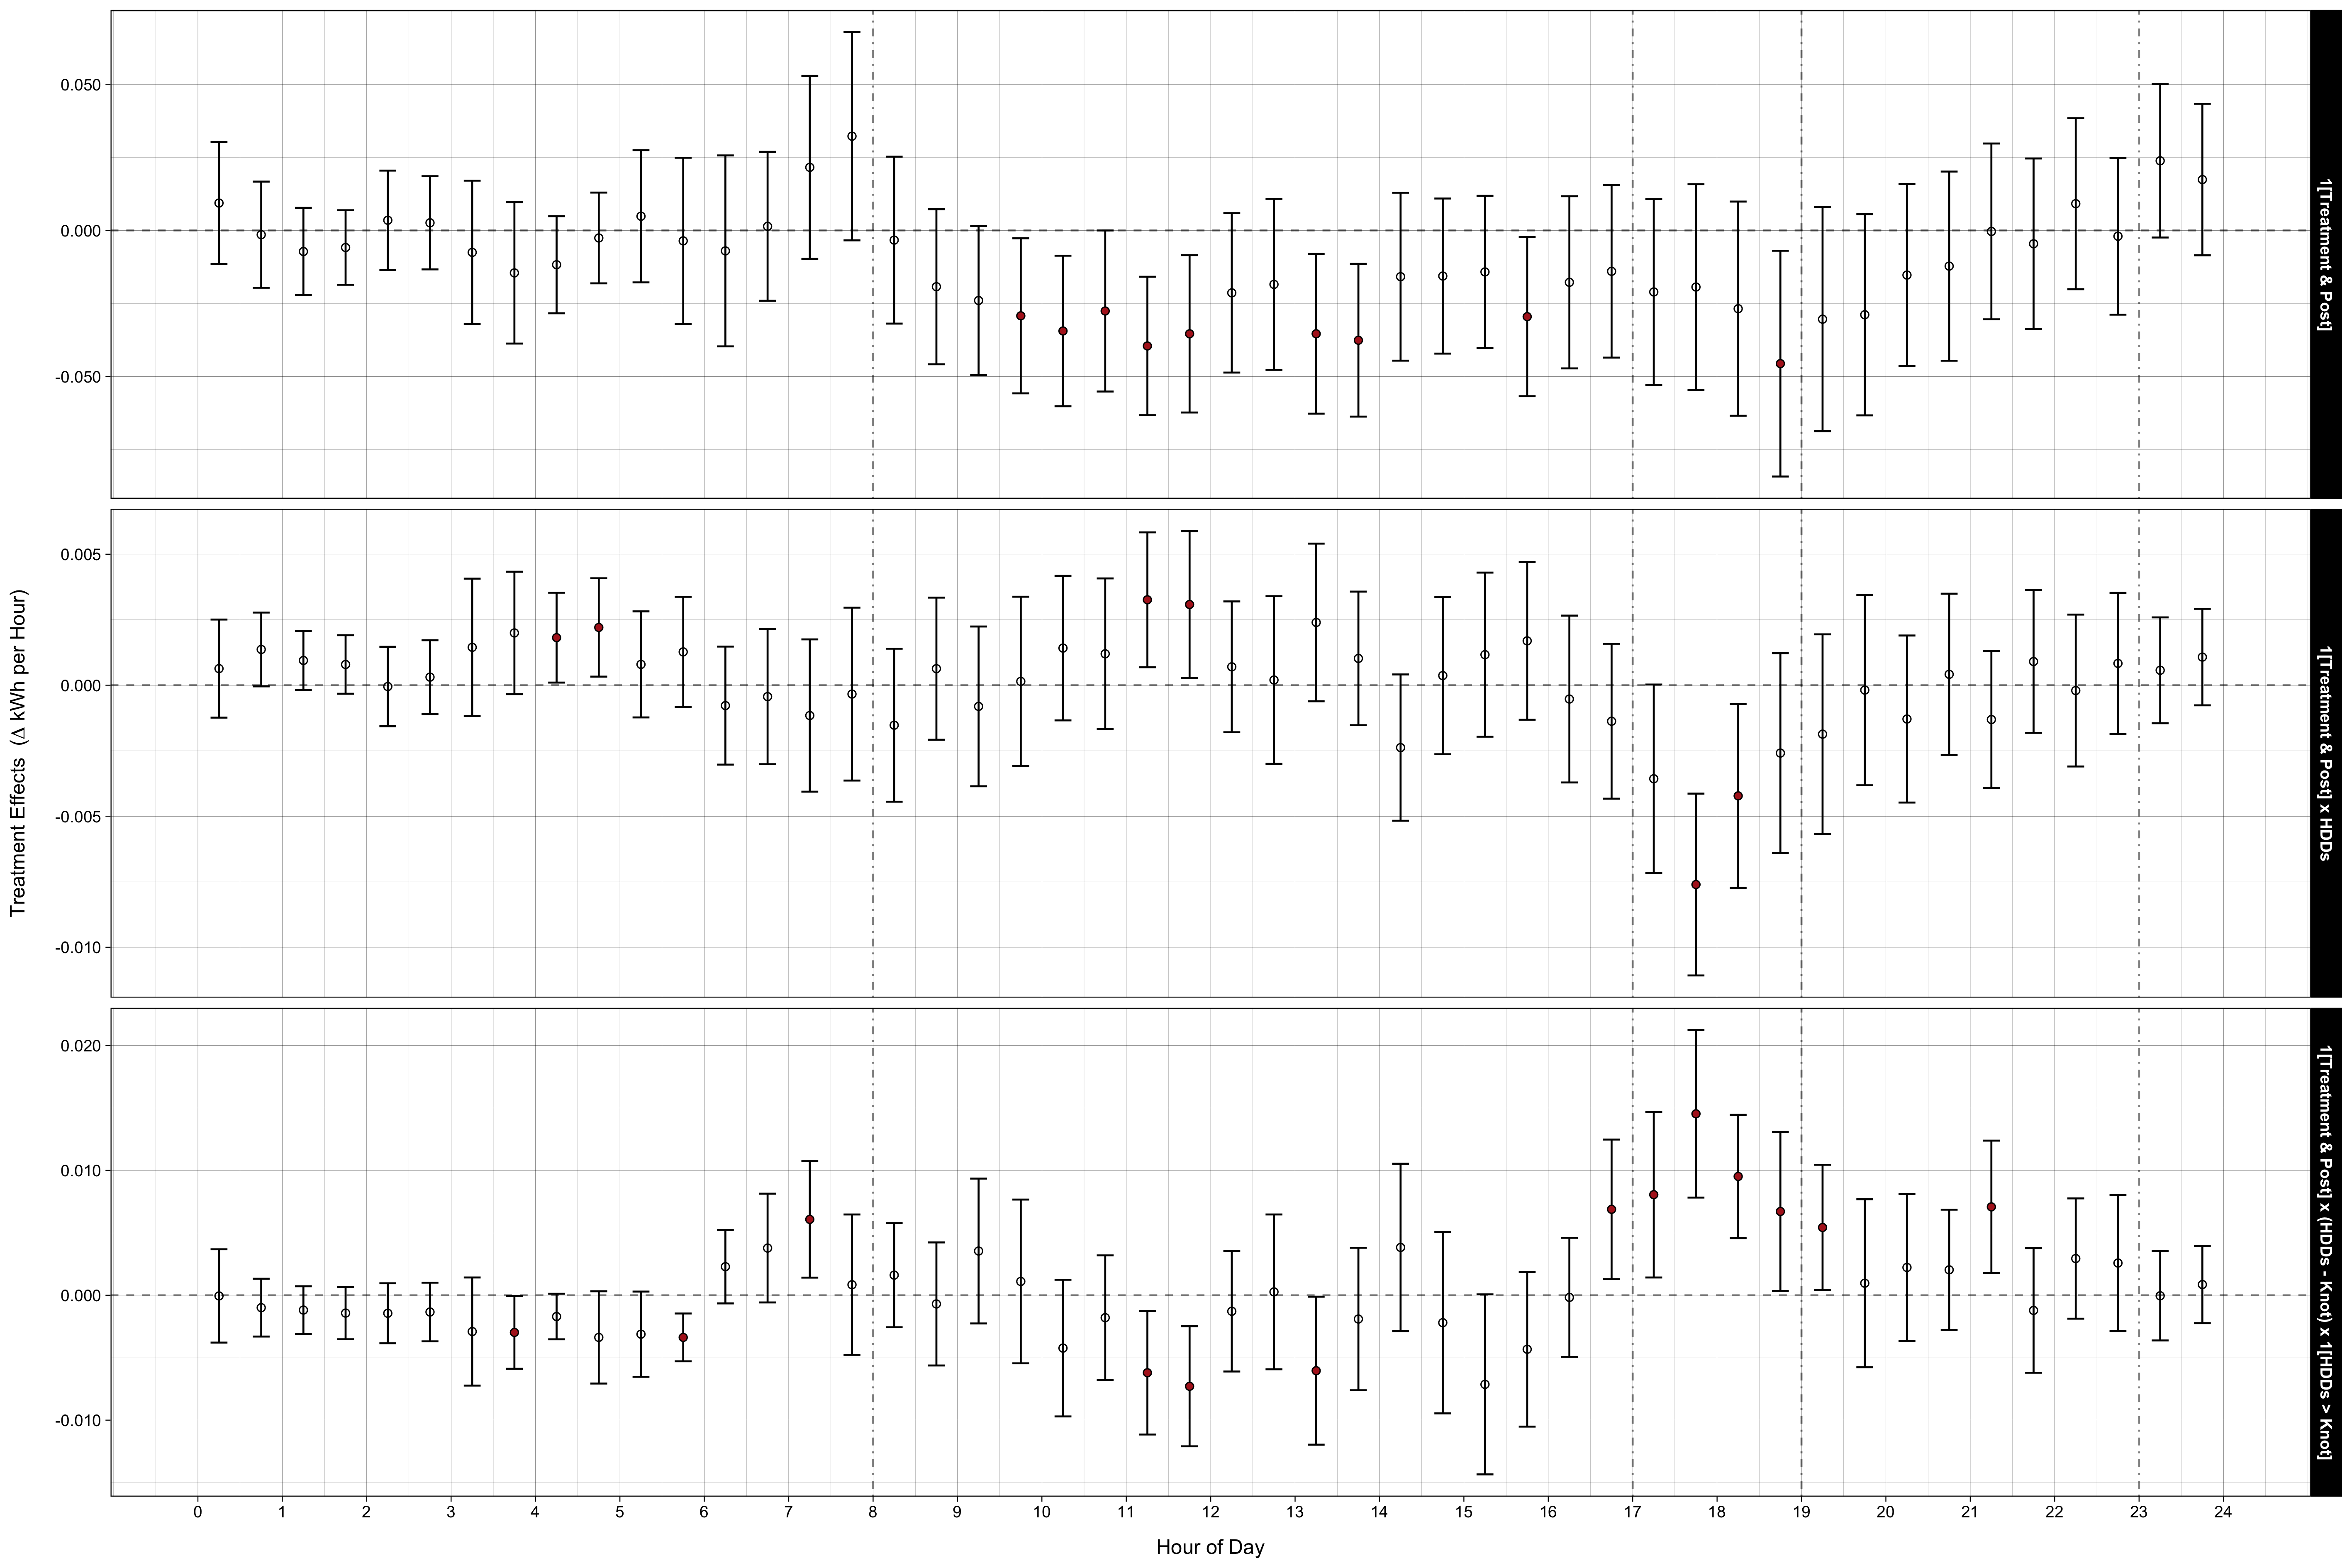 0.050
0.000
-0.050
1[Treatment & Post]
0.005
0.000
-0.005
-0.010
1[Treatment & Post] x HDDs
Treatment Effects (Δ kWh per Hour)
0.020
0.010
0.000
-0.010
1[Treatment & Post] x (HDDs - Knot) x 1[HDDs > Knot]
0 1 2 3 4 5 6 7 8 9 10 11 12 13 14 15 16 17 18 19 20 21 22 23 24
Hour of Day